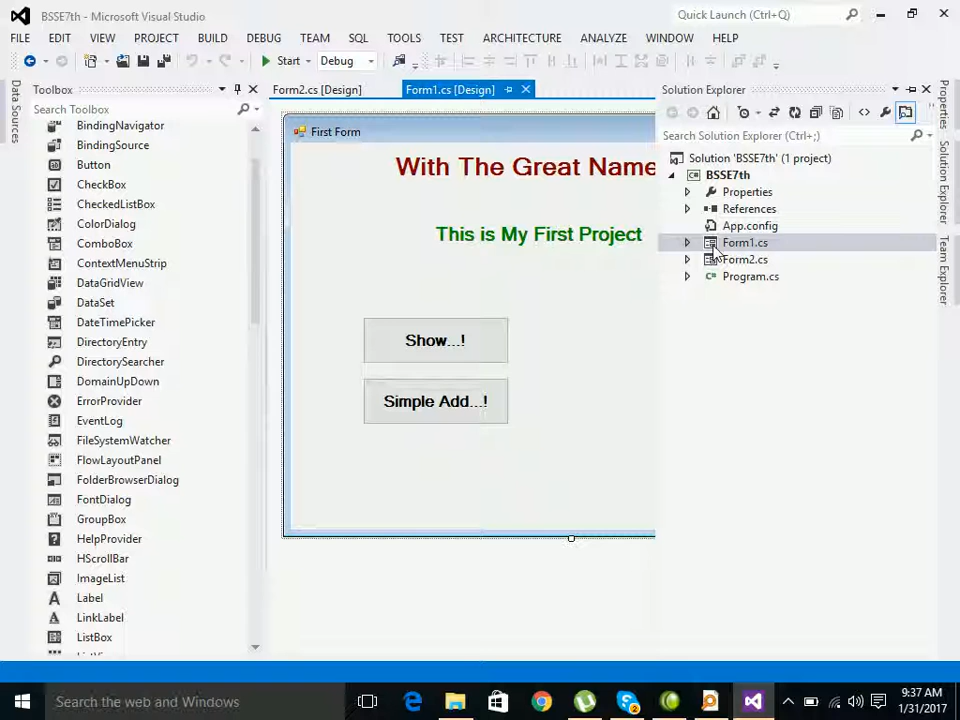 BSSE7th - Microsoft Visual Studio
Quick Launch (Ctrl+Q)
FILE EDIT VIEW PROJECT BUILD DEBUG TEAM SQL TOOLS TEST ARCHITECTURE ANALYZE WINDOW HELP
Start Debug
Data Sources
Toolbox
Search Toolbox
BindingNavigator
BindingSource
Button
CheckBox
CheckedListBox
ColorDialog
ComboBox
ContextMenuStrip
DataGridView
DataSet
DateTimePicker
DirectoryEntry
DirectorySearcher
DomainUpDown
ErrorProvider
EventLog
FileSystemWatcher
FlowLayoutPanel
FolderBrowserDialog
FontDialog
GroupBox
HelpProvider
HScrollBar
ImageList
Label
LinkLabel
ListBox
Form2.cs [Design]
Form1.cs [Design]
First Form
With The Great Name
This is My First Project
Show...!
Simple Add...!
Solution Explorer
Search Solution Explorer (Ctrl+;)
Solution 'BSSE7th' (1 project)
BSSE7th
Properties
References
App.config
Form1.cs
Form2.cs
Program.cs
Properties
Solution Explorer
Team Explorer
Search the web and Windows
2
9:37 AM
1/31/2017